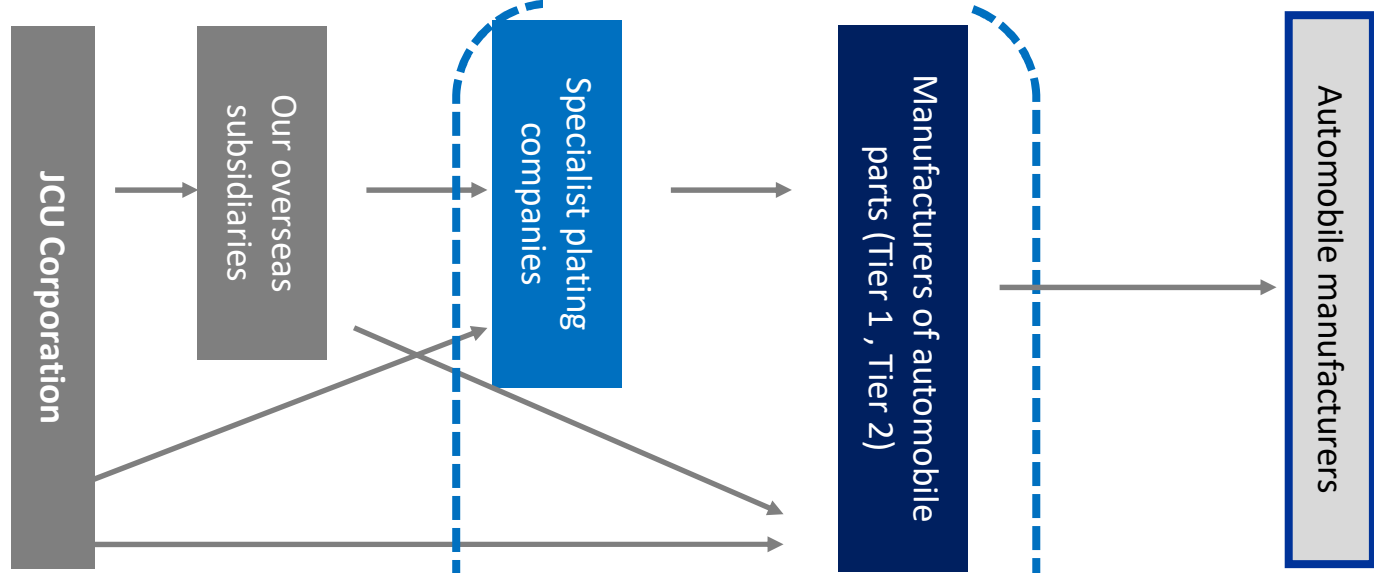 JCU Corporation
Our overseas
subsidiaries
Specialist plating
companies
Manufacturers of automobile
parts (Tier 1 , Tier 2)
Automobile manufacturers